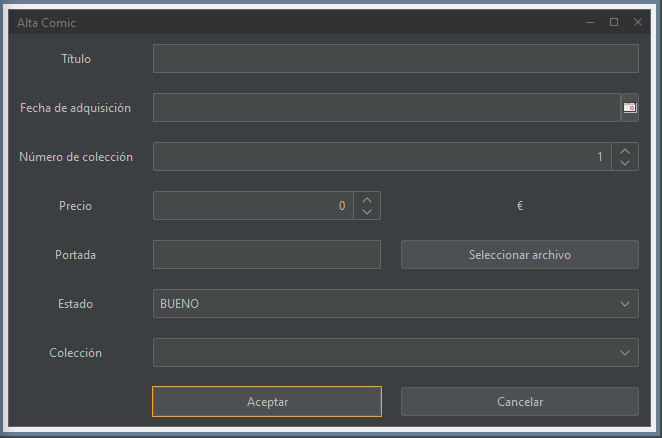 Alta Comic
Título
Fecha de adquisición
Número de colección 1
Precio 0 €
Portada Seleccionar archivo
Estado BUENO
Colección
Aceptar Cancelar